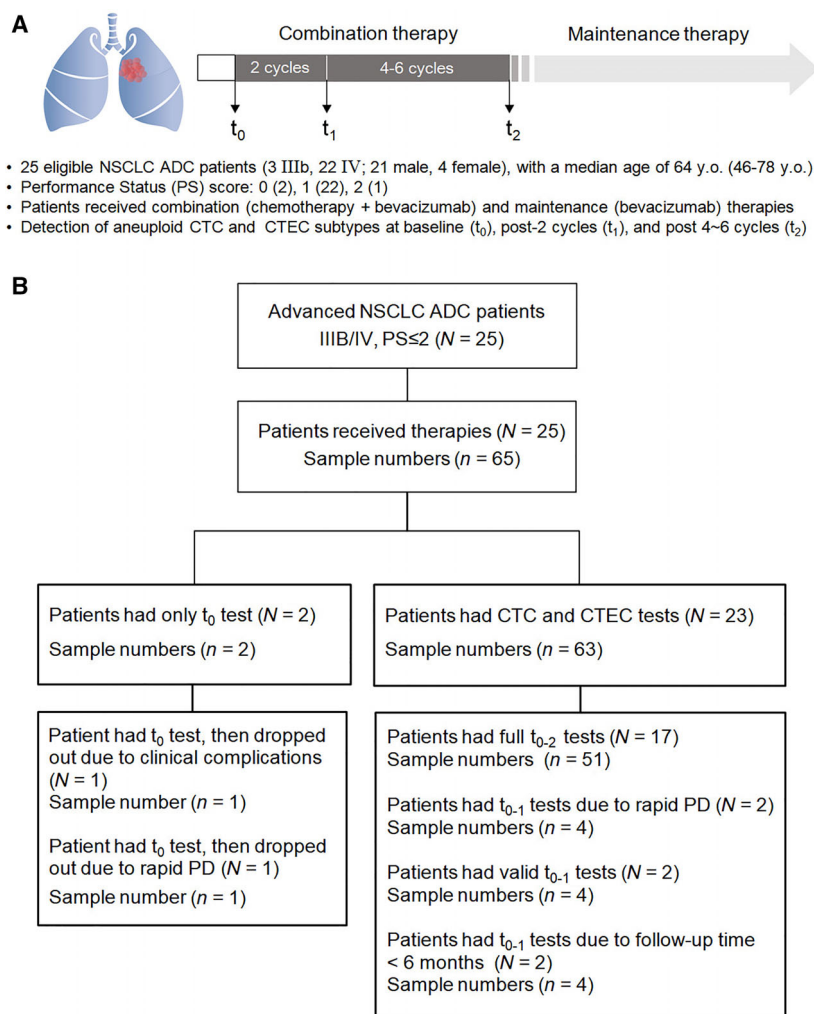 A
Combination therapy
Maintenance therapy
2 cycles
4-6 cycles
t0
t1
t2
• 25 eligible NSCLC ADC patients (3 IIIb, 22 IV; 21 male, 4 female), with a median age of 64 y.o. (46-78 y.o.)
• Performance Status (PS) score: 0 (2), 1 (22), 2 (1)
• Patients received combination (chemotherapy + bevacizumab) and maintenance (bevacizumab) therapies
• Detection of aneuploid CTC and CTEC subtypes at baseline (t0), post-2 cycles (t1), and post 4~6 cycles (t2)
B
Advanced NSCLC ADC patients
IIIB/IV, PS≤2 (N = 25)
Patients received therapies (N = 25)
Sample numbers (n = 65)
Patients had only t0 test (N = 2)
Sample numbers (n = 2)
Patients had CTC and CTEC tests (N = 23)
Sample numbers (n = 63)
Patient had t0 test, then dropped
out due to clinical complications
(N = 1)
Sample number (n = 1)
Patient had t0 test, then dropped
out due to rapid PD (N = 1)
Sample number (n = 1)
Patients had full t0-2 tests (N = 17)
Sample numbers (n = 51)
Patients had t0-1 tests due to rapid PD (N = 2)
Sample numbers (n = 4)
Patients had valid t0-1 tests (N = 2)
Sample numbers (n = 4)
Patients had t0-1 tests due to follow-up time
< 6 months (N = 2)
Sample numbers (n = 4)